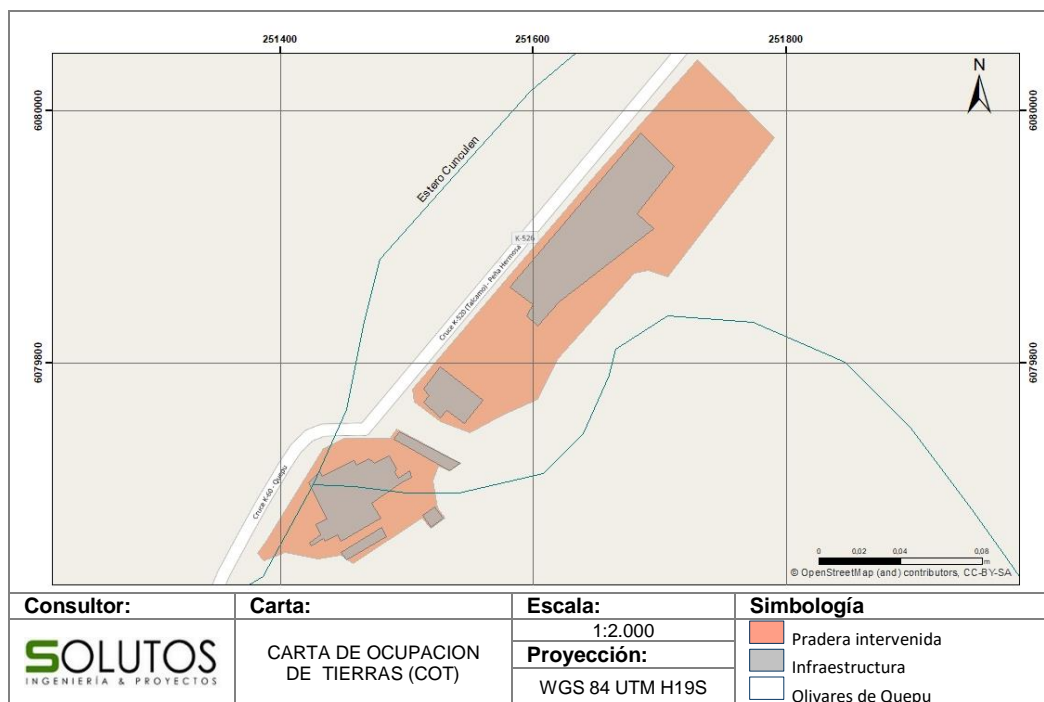 251400 251600 251800
N
6080000 6080000
Estero Cunculen
K-526
Cruce K-520 (Talcamo) - Peña Hermosa
6079800 6079800
Cruce K-60 - Quepu
0 0,02 0,04 0,08
m
© OpenStreetMap (and) contributors, CC-BY-SA
Consultor: Carta: Escala: Simbología
SOLUTOS
INGENIERÍA & PROYECTOS
CARTA DE OCUPACION
DE TIERRAS (COT)
1:2.000
Proyección:
WGS 84 UTM H19S
Pradera intervenida
Infraestructura
Olivares de Quepu